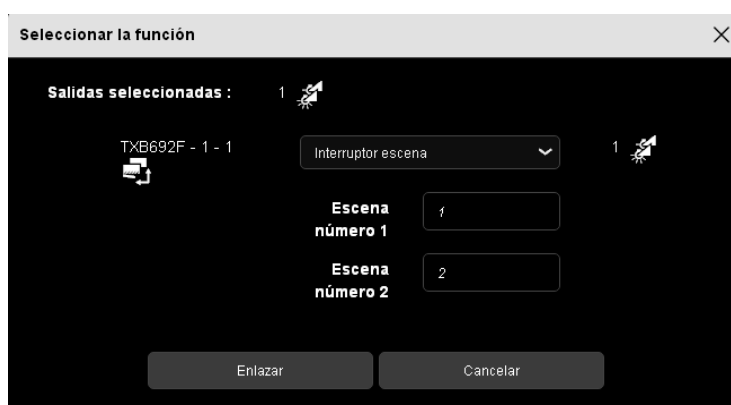 Seleccionar la función
Salidas seleccionadas : 1
TXB692F - 1 - 1 Interruptor escena 1
Escena 1
número 1
Escena 2
número 2
Enlazar Cancelar